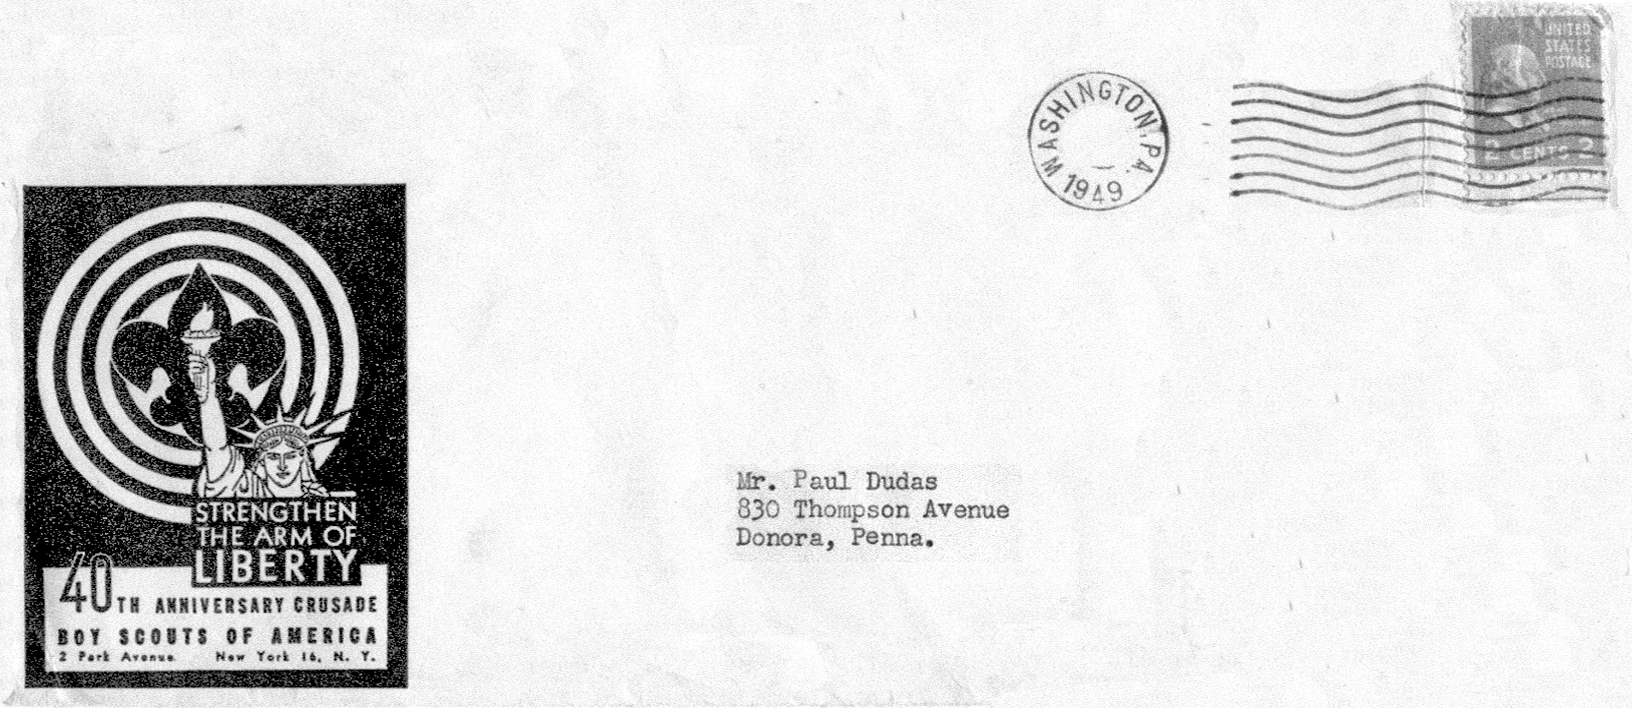 UNITED
STATES
POSTAGE
2 CENTS 2
WASHINGTON, PA.
1949
STRENGTHEN
THE ARM OF
LIBERTY
40TH ANNIVERSARY CRUSADE
BOY SCOUTS OF AMERICA
2 Park Avenue New York 16, N. Y.
Mr. Paul Dudas
830 Thompson Avenue
Donora, Penna.